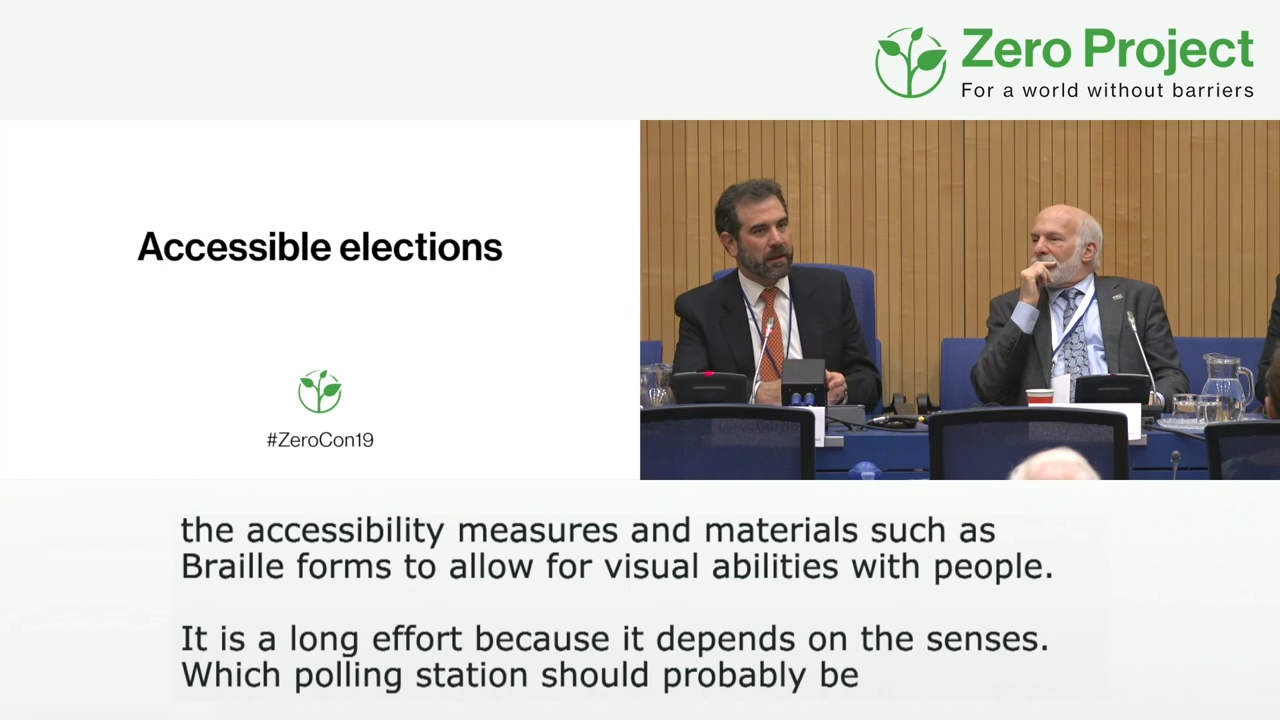 Zero Project
For a world without barriers
Accessible elections
#ZeroCon19
the accessibility measures and materials such as
Braille forms to allow for visual abilities with people.
It is a long effort because it depends on the senses.
Which polling station should probably be